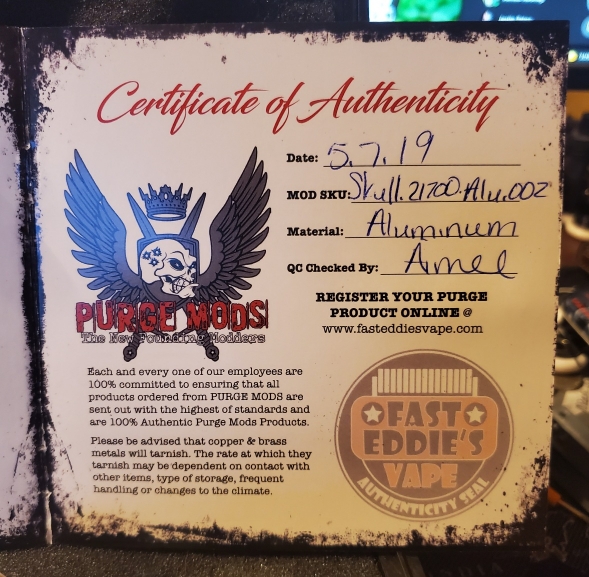 Certificate of Authenticity
Date: 5.7.19
MOD SKU: Skull.21700.Alu.002
Material: Aluminum
QC Checked By: Amee
PURGE MODS
The New Founding Modders
REGISTER YOUR PURGE
PRODUCT ONLINE @
www.fasteddiesvape.com
Each and every one of our employees are
100% committed to ensuring that all
products ordered from PURGE MODS are
sent out with the highest of standards and
are 100% Authentic Purge Mods Products.
Please be advised that copper & brass
metals will tarnish. The rate at which they
tarnish may be dependent on contact with
other items, type of storage, frequent
handling or changes to the climate.
FAST
EDDIE'S
VAPE
AUTHENTICITY SEAL